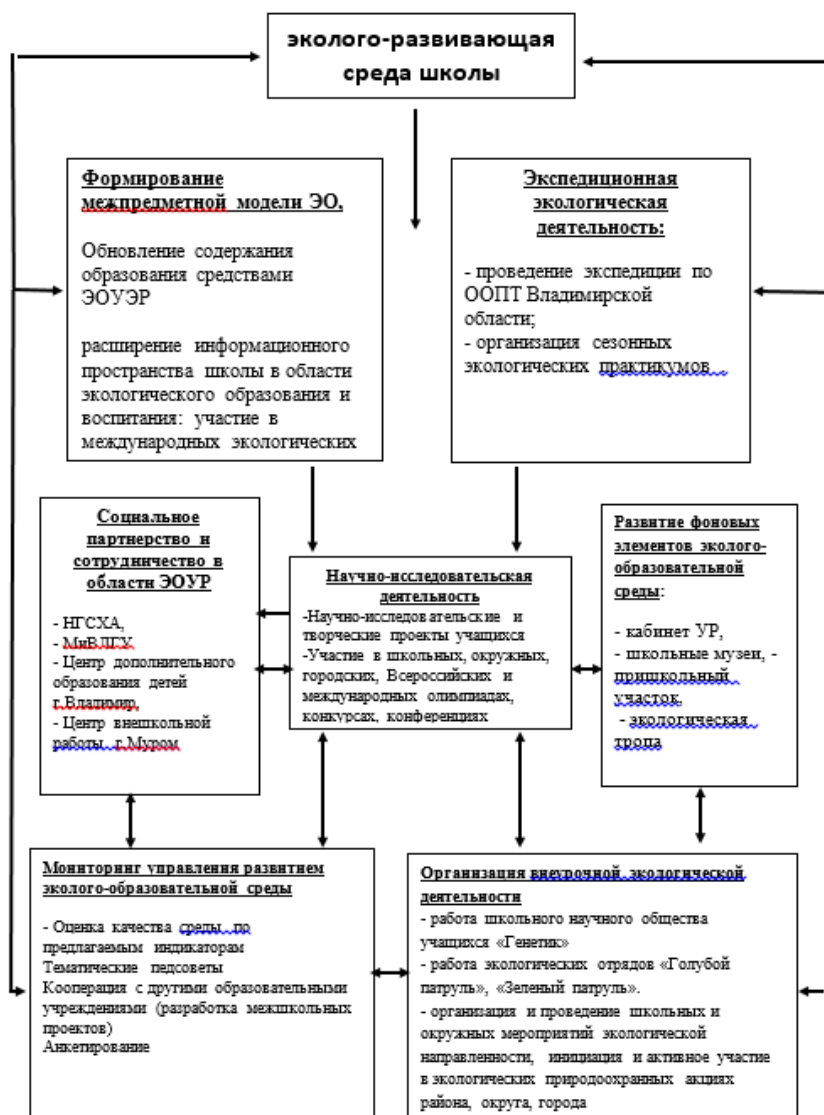 эколого-развивающая
среда школы
Формирование
межпредметной модели ЭО,
Обновление содержания
образования средствами
ЭОУЭР
расширение информационного
пространства школы в области
экологического образования и
воспитания: участие в
международных экологических
Экспедиционная
экологическая
деятельность:
- проведение экспедиции по
ООПТ Владимирской
области;
- организация сезонных
экологических практикумов .
Социальное
партнерство и
сотрудничество в
области ЭОУР
- НГСХА,
- МиВЛГУ,
- Центр дополнительного
образования детей
г.Владимир,
- Центр внешкольной
работы г.Муром
Научно-исследовательская
деятельность
-Научно-исследовательские и
творческие проекты учащихся
-Участие в школьных, окружных,
городских, Всероссийских и
международных олимпиадах,
конкурсах, конференциях
Развитие фоновых
элементов эколого-
образовательной
среды:
- кабинет УР,
- школьные музеи, -
пришкольный
участок,
- экологическая
тропа
Мониторинг управления развитием
эколого-образовательной среды
- Оценка качества среды по
предлагаемым индикаторам
Тематические педсоветы
Кооперация с другими образовательными
учреждениями (разработка межшкольных
проектов)
Анкетирование
Организация внеурочной экологической
деятельности
- работа школьного научного общества
учащихся «Генетик»
- работа экологических отрядов «Голубой
патруль», «Зеленый патруль».
- организация и проведение школьных и
окружных мероприятий экологической
направленности, инициация и активное участие
в экологических природоохранных акциях
района, округа, города